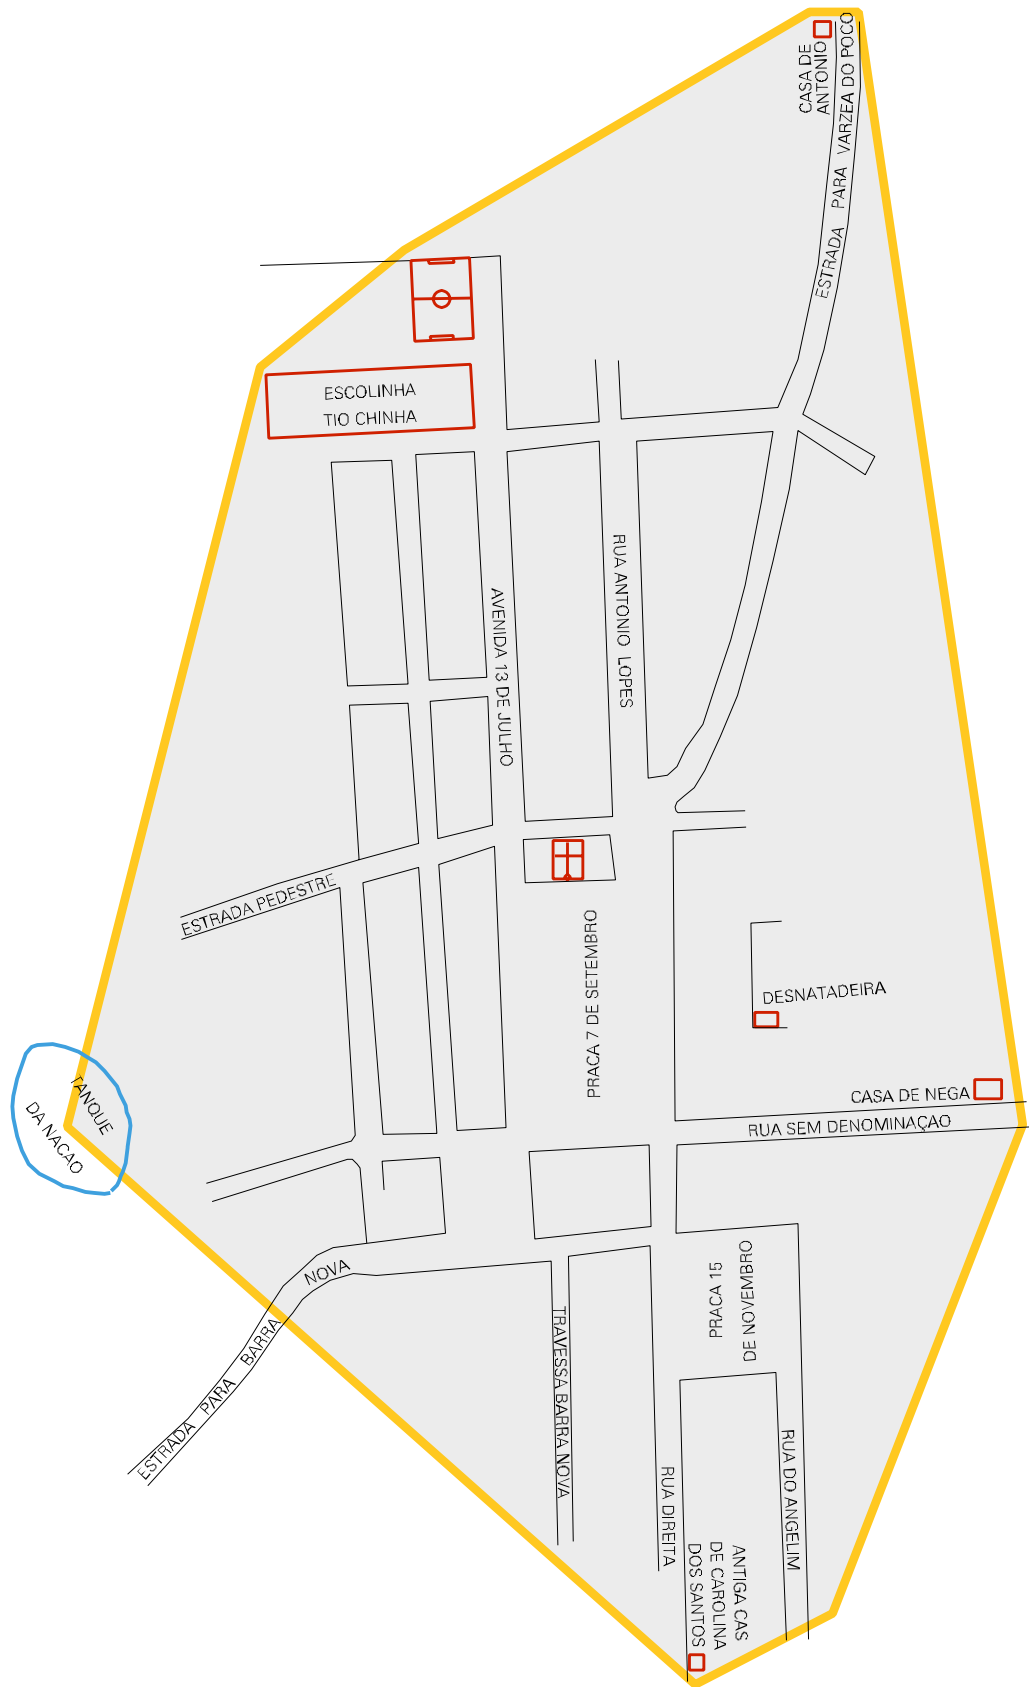 CASA DE
ANTONIO
ESTRADA PARA VARZEA DO POCO
ESCOLINHA
TIO CHINHA
RUA ANTONIO LOPES
AVENIDA 13 DE JULHO
ESTRADA PEDESTRE
PRACA 7 DE SETEMBRO
DESNATADEIRA
CASA DE NEGA
RUA SEM DENOMINAÇAO
TANQUE
DA NACAO
ESTRADA PARA BARRA NOVA
PRACA 15
DE NOVEMBRO
TRAVESSA BARRA NOVA
RUA DIREITA
RUA DO ANGELIM
ANTIGA CAS
DE CAROLINA
DOS SANTOS